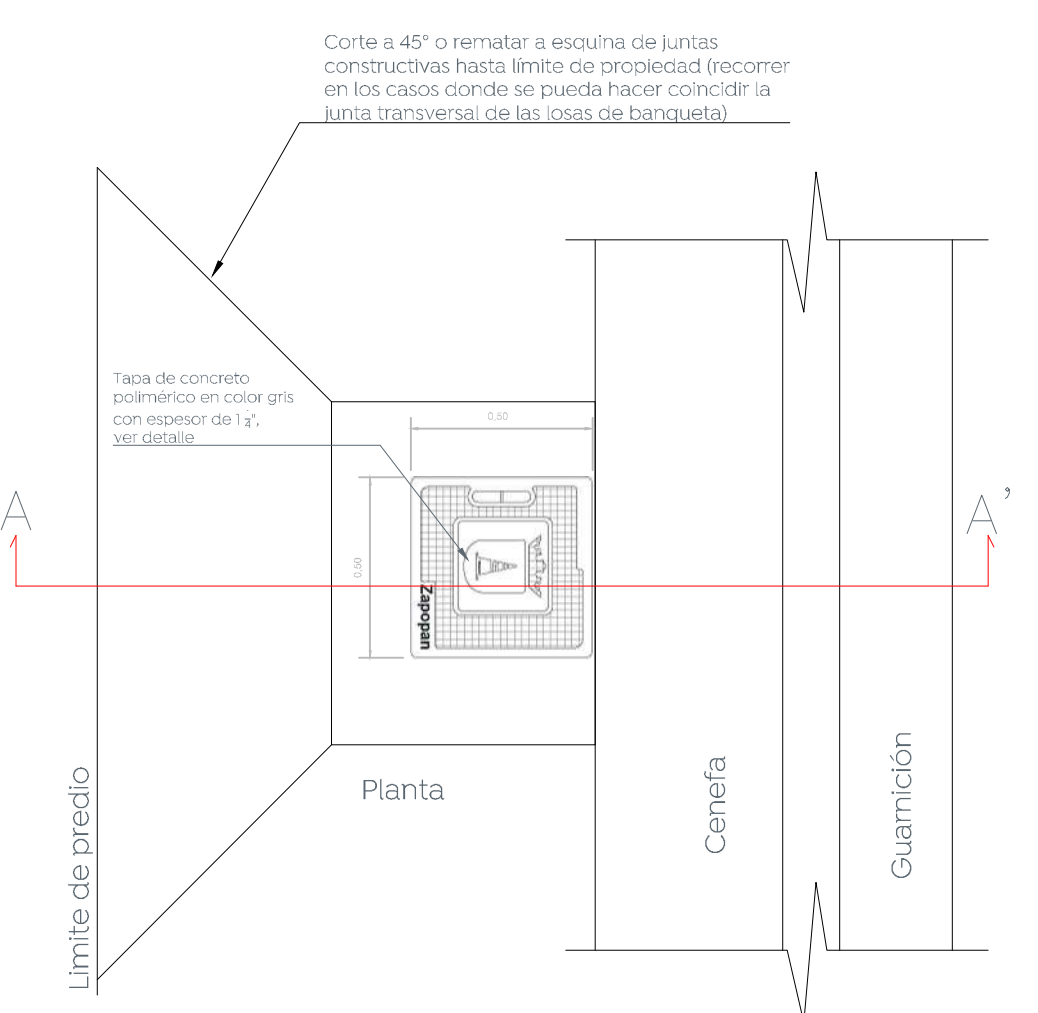 Corte a 45° o rematar a esquina de juntas
constructivas hasta límite de propiedad (recorrer
en los casos donde se pueda hacer coincidir la
junta transversal de las losas de banqueta)
Tapa de concreto
polimérico en color gris
con espesor de 1 1/4",
ver detalle
0,50
0,50
A
A’
Zapopan
Planta
Limite de predio
Cenefa
Guarnición